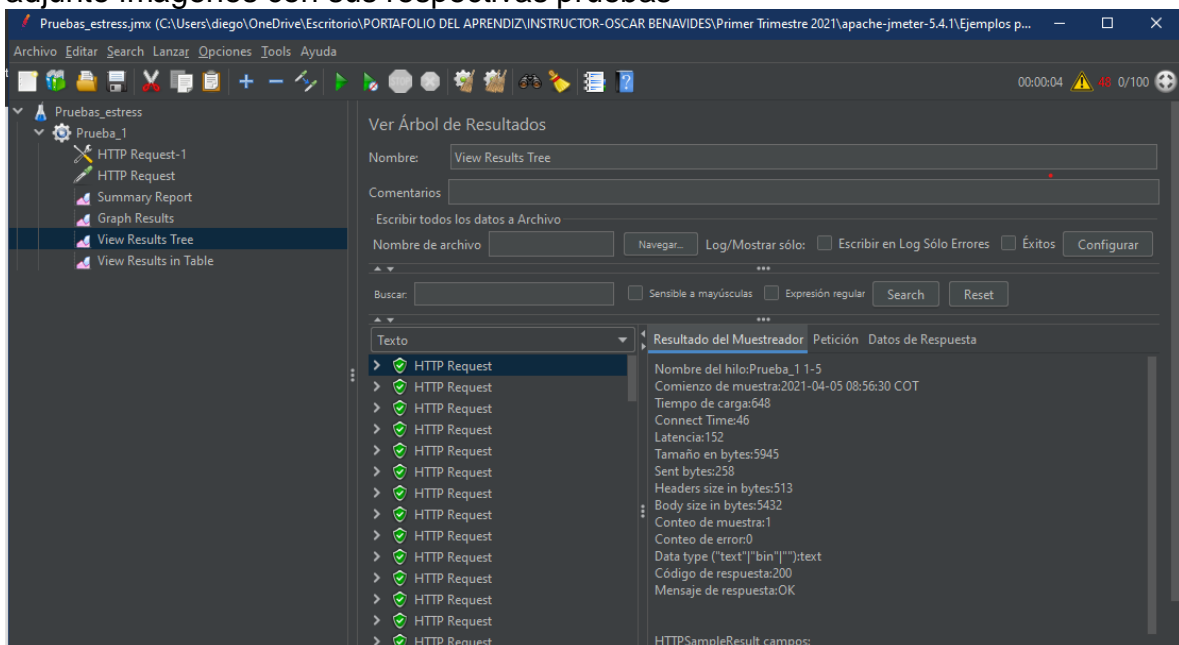 adjunto imágenes con sus respectivas pruebas
Pruebas_estress.jmx (C:\Users\diego\OneDrive\Escritorio\PORTAFOLIO DEL APRENDIZ\INSTRUCTOR-OSCAR BENAVIDES\Primer Trimestre 2021\apache-jmeter-5.4.1\Ejemplos p...
Archivo Editar Search Lanzar Opciones Tools Ayuda
00:00:04 48 0/100
Pruebas_estress
Prueba_1
HTTP Request-1
HTTP Request
Summary Report
Graph Results
View Results Tree
View Results in Table
Ver Árbol de Resultados
Nombre: View Results Tree
Comentarios
Escribir todos los datos a Archivo
Nombre de archivo Navegar... Log/Mostrar sólo: Escribir en Log Sólo Errores Éxitos Configurar
Buscar: Sensible a mayúsculas Expresión regular Search Reset
Texto
HTTP Request
HTTP Request
HTTP Request
HTTP Request
HTTP Request
HTTP Request
HTTP Request
HTTP Request
HTTP Request
HTTP Request
HTTP Request
HTTP Request
HTTP Request
HTTP Request
Resultado del Muestreador Petición Datos de Respuesta
Nombre del hilo:Prueba_1 1-5
Comienzo de muestra:2021-04-05 08:56:30 COT
Tiempo de carga:648
Connect Time:46
Latencia:152
Tamaño en bytes:5945
Sent bytes:258
Headers size in bytes:513
Body size in bytes:5432
Conteo de muestra:1
Conteo de error:0
Data type ("text"|"bin"|""):text
Código de respuesta:200
Mensaje de respuesta:OK
HTTPSampleResult campos: